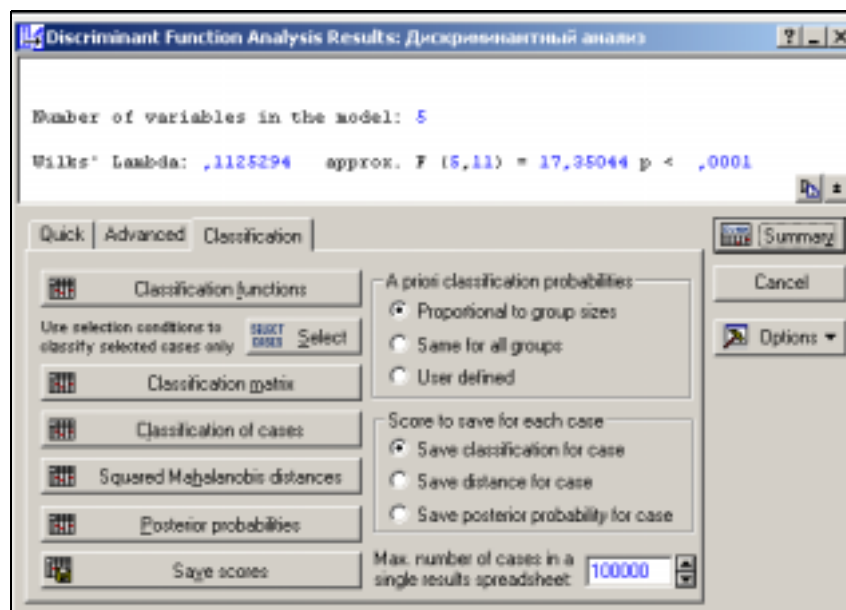 Discriminant Function Analysis Results: Дискриминантный анализ
Number of variables in the model: 5
Wilks' Lambda: ,1125294 approx. F (5,11) = 17,35044 p < ,0001
Quick Advanced Classification
Summary
Cancel
Options
Classification functions
Use selection conditions to classify selected cases only
SELECT CASES Select
Classification matrix
Classification of cases
Squared Mahalanobis distances
Posterior probabilities
Save scores
A priori classification probabilities
Proportional to group sizes
Same for all groups
User defined
Score to save for each case
Save classification for case
Save distance for case
Save posterior probability for case
Max. number of cases in a
single results spreadsheet: 100000